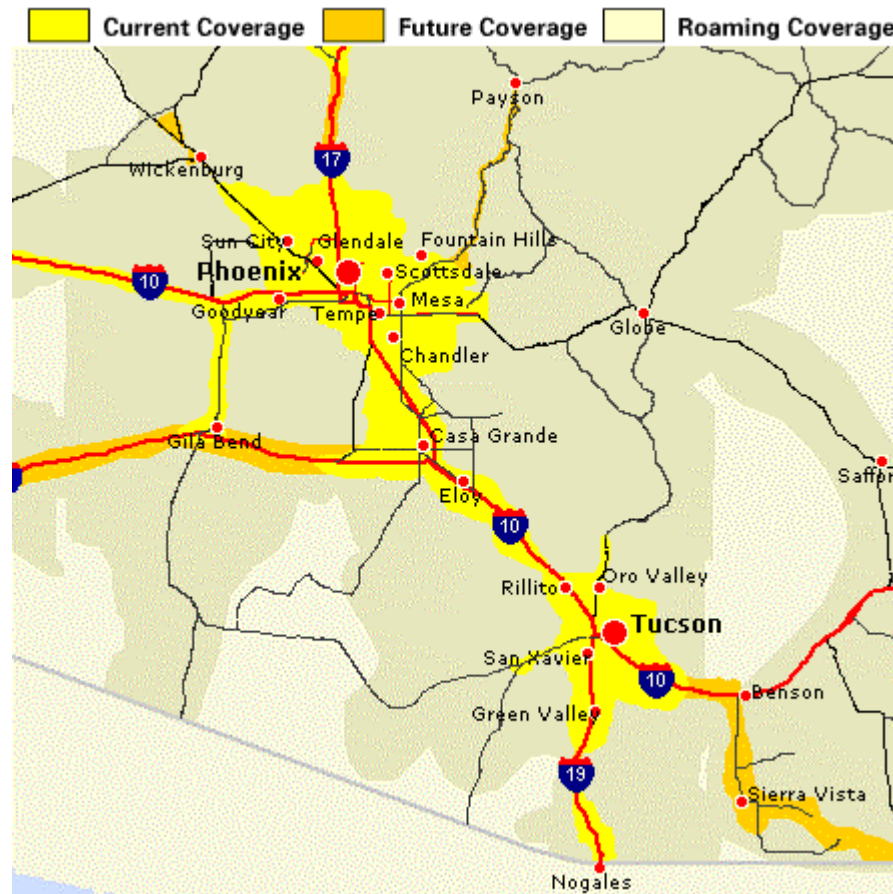 Current Coverage
Future Coverage
Roaming Coverage
Payson
17
Wickenburg
Sun City
Glendale
Fountain Hills
Phoenix
Scottsdale
10
Goodyear
Tempe
Mesa
Globe
Chandler
Gila Bend
Casa Grande
Saffor
Eloy
10
Rillito
Oro Valley
Tucson
San Xavier
10
Benson
Green Valley
19
Sierra Vista
Nogales